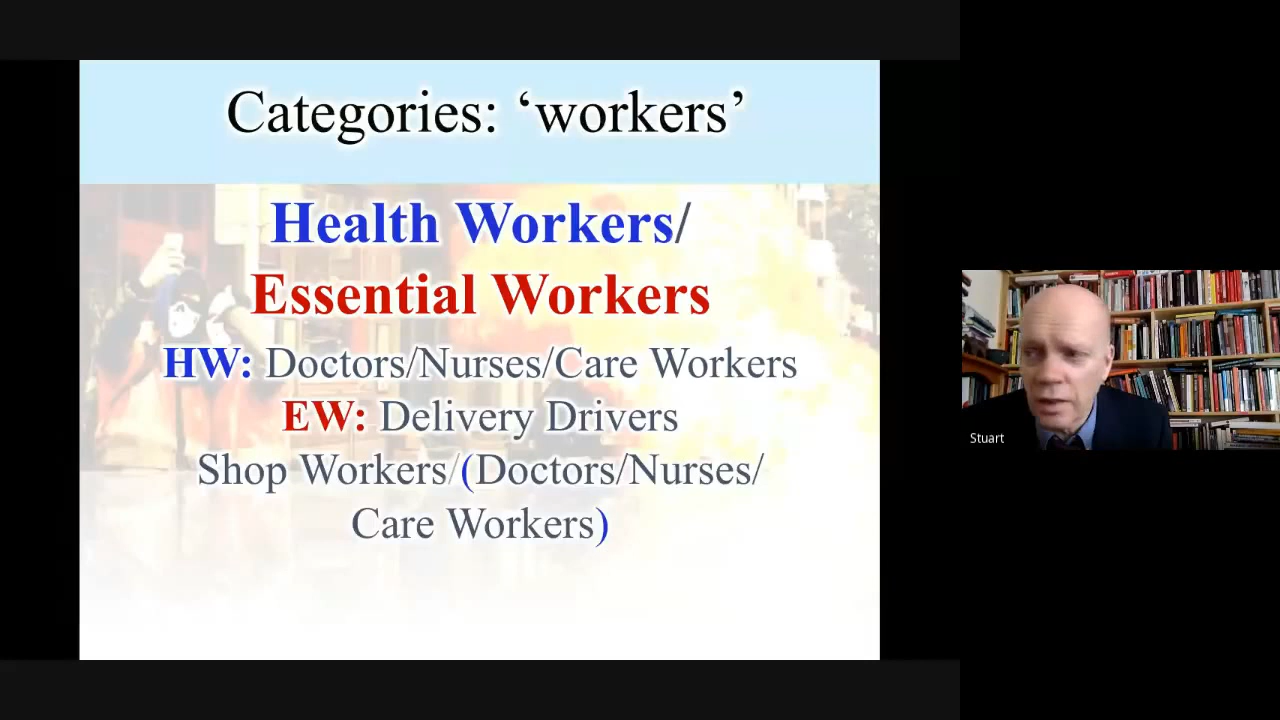 Categories: ‘workers’
Health Workers/
Essential Workers
HW: Doctors/Nurses/Care Workers
EW: Delivery Drivers
Shop Workers/(Doctors/Nurses/
Care Workers)
Stuart